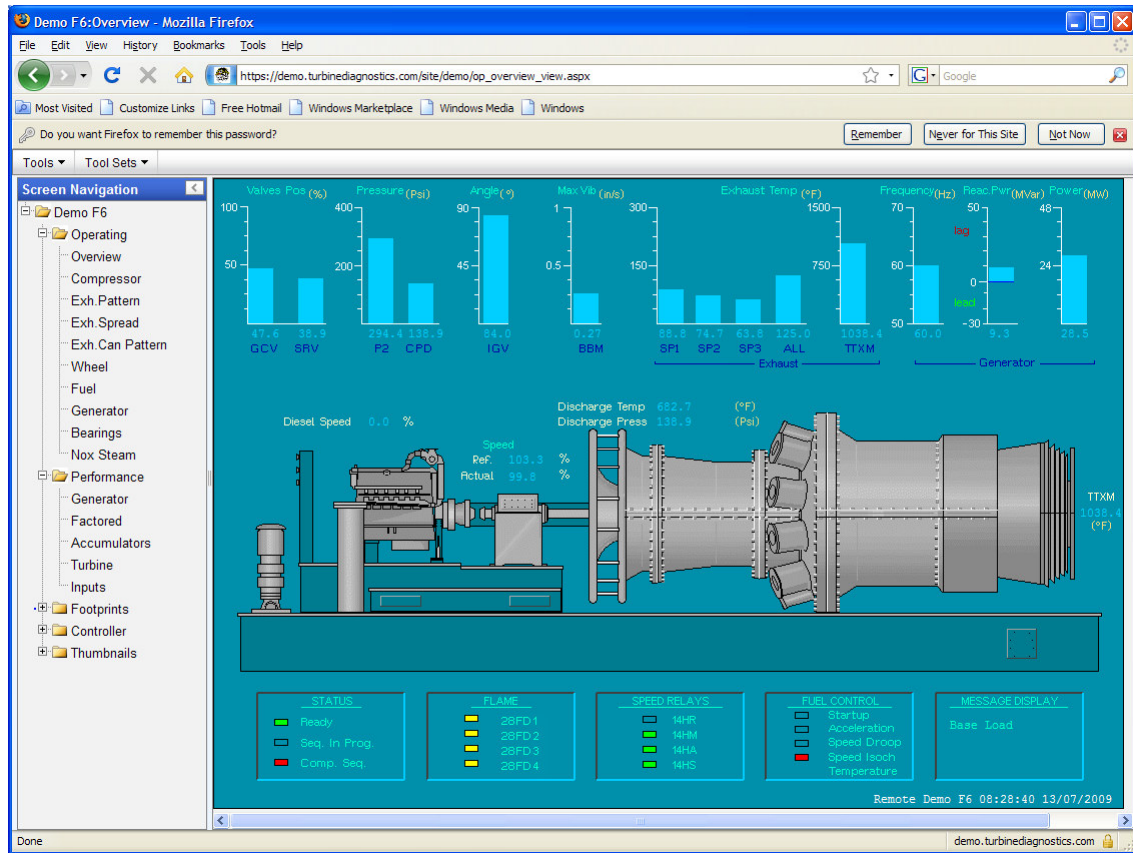 Demo F6:Overview - Mozilla Firefox
File Edit View History Bookmarks Tools Help
https://demo.turbinediagnostics.com/site/demo/op_overview_view.aspx
G Google
Most Visited Customize Links Free Hotmail Windows Marketplace Windows Media Windows
Do you want Firefox to remember this password? Remember Never for This Site Not Now
Tools Tool Sets
Screen Navigation
Demo F6
Operating
Overview
Compressor
Exh.Pattern
Exh.Spread
Exh.Can Pattern
Wheel
Fuel
Generator
Bearings
Nox Steam
Performance
Generator
Factored
Accumulators
Turbine
Inputs
Footprints
Controller
Thumbnails
Valves Pos (%) Pressure (Psi) Angle (º) Max Vib (in/s) Exhaust Temp (°F) Frequency (Hz) Reac.Pwr (MVar) Power (MW)
100 400 90 1 300 1500 70 50 48
lag
50 200 45 0.5 150 750 60 0 24
lead
50 -30
47.6 38.9 294.4 138.9 84.0 0.27 88.8 74.7 63.8 125.0 1038.4 60.0 9.3 28.5
GCV SRV P2 CPD IGV BBM SP1 SP2 SP3 ALL TTXM
Exhaust Generator
Discharge Temp 682.7 (°F)
Diesel Speed 0.0 % Discharge Press 138.9 (Psi)
Speed
Ref. 103.3 %
Actual 99.8 %
TTXM
1038.4
(°F)
STATUS
Ready
Seq. In Prog.
Comp. Seq.
FLAME
28FD1
28FD2
28FD3
28FD4
SPEED RELAYS
14HR
14HM
14HA
14HS
FUEL CONTROL
Startup
Acceleration
Speed Droop
Speed Isoch
Temperature
MESSAGE DISPLAY
Base Load
Remote Demo F6 08:28:40 13/07/2009
Done demo.turbinediagnostics.com